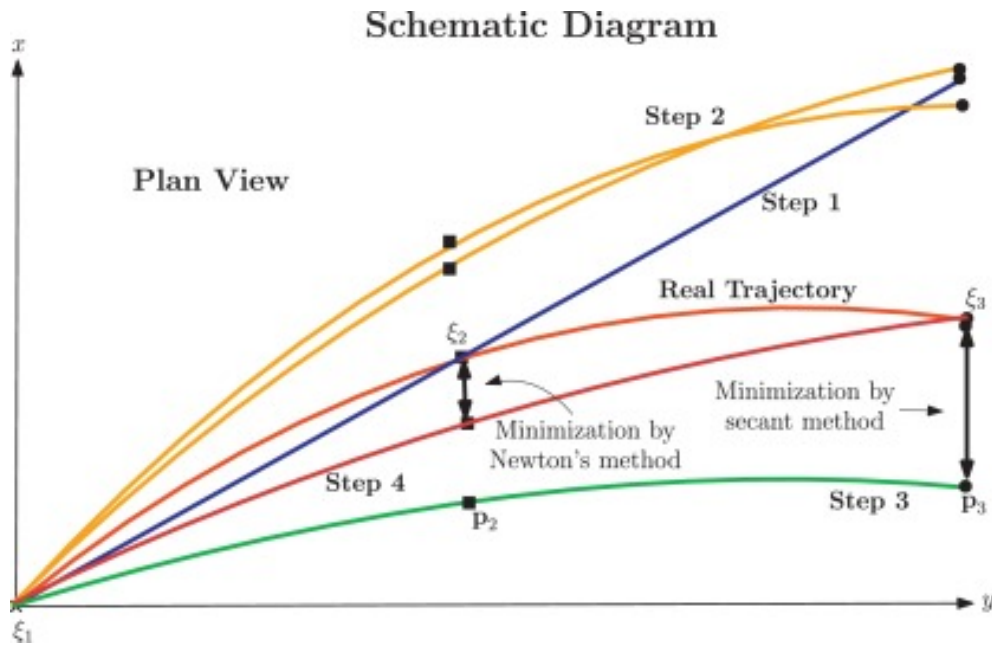 Schematic Diagram
x
Step 2
Plan View
Step 1
Real Trajectory
ξ3
ξ2
Minimization by
secant method
Minimization by
Newton's method
Step 4
Step 3
p2
p3
y
ξ1